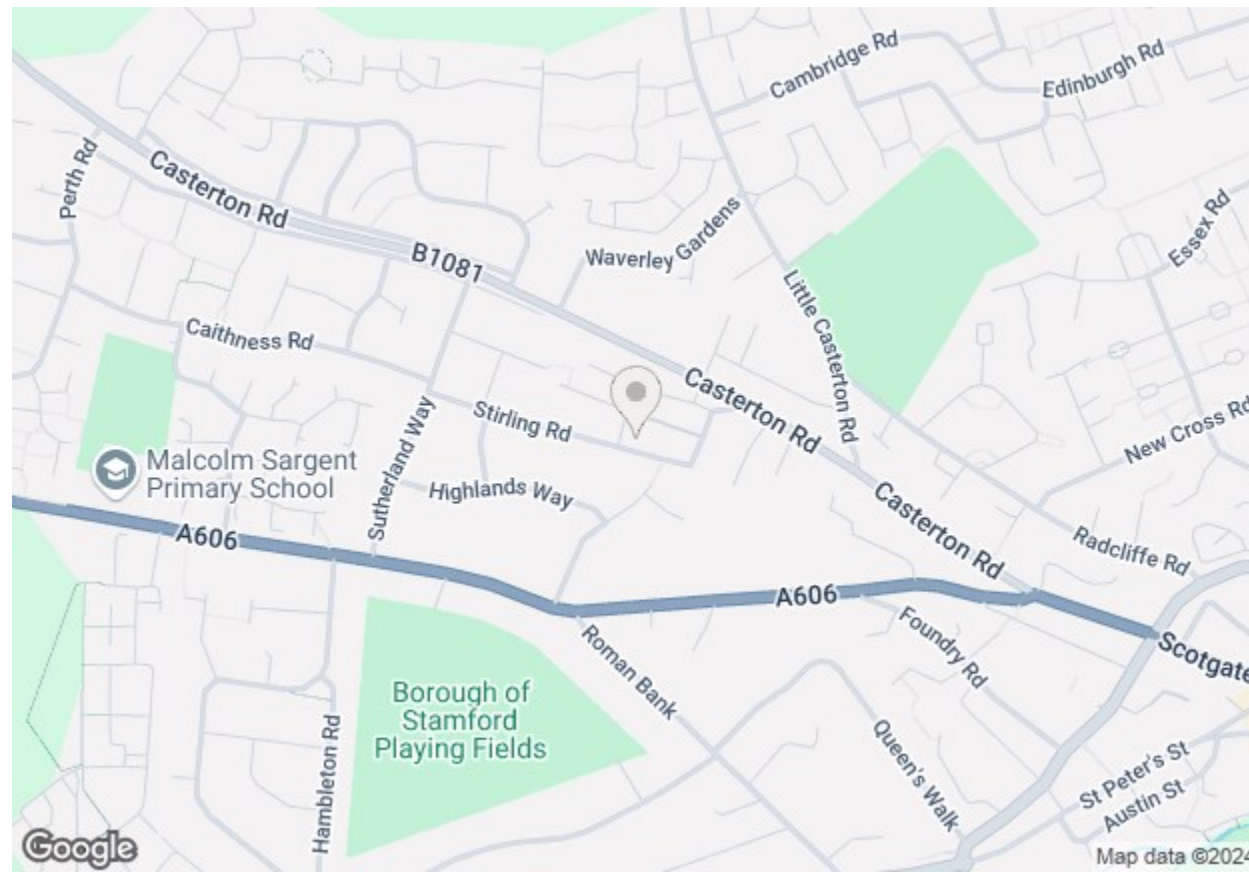 Cambridge Rd
Edinburgh Rd
Perth Rd
Casterton Rd
Essex Rd
B1081
Waverley Gardens
Little Casterton Rd
Caithness Rd
Casterton Rd
Stirling Rd
Sutherland Way
New Cross Rd
Malcolm Sargent
Primary School
Highlands Way
Casterton Rd
A606
Radcliffe Rd
A606
Foundry Rd
Scotgate
Roman Bank
Borough of
Stamford
Playing Fields
Hambleton Rd
Queen's Walk
St Peter's St
Austin St
Google
Map data ©2024